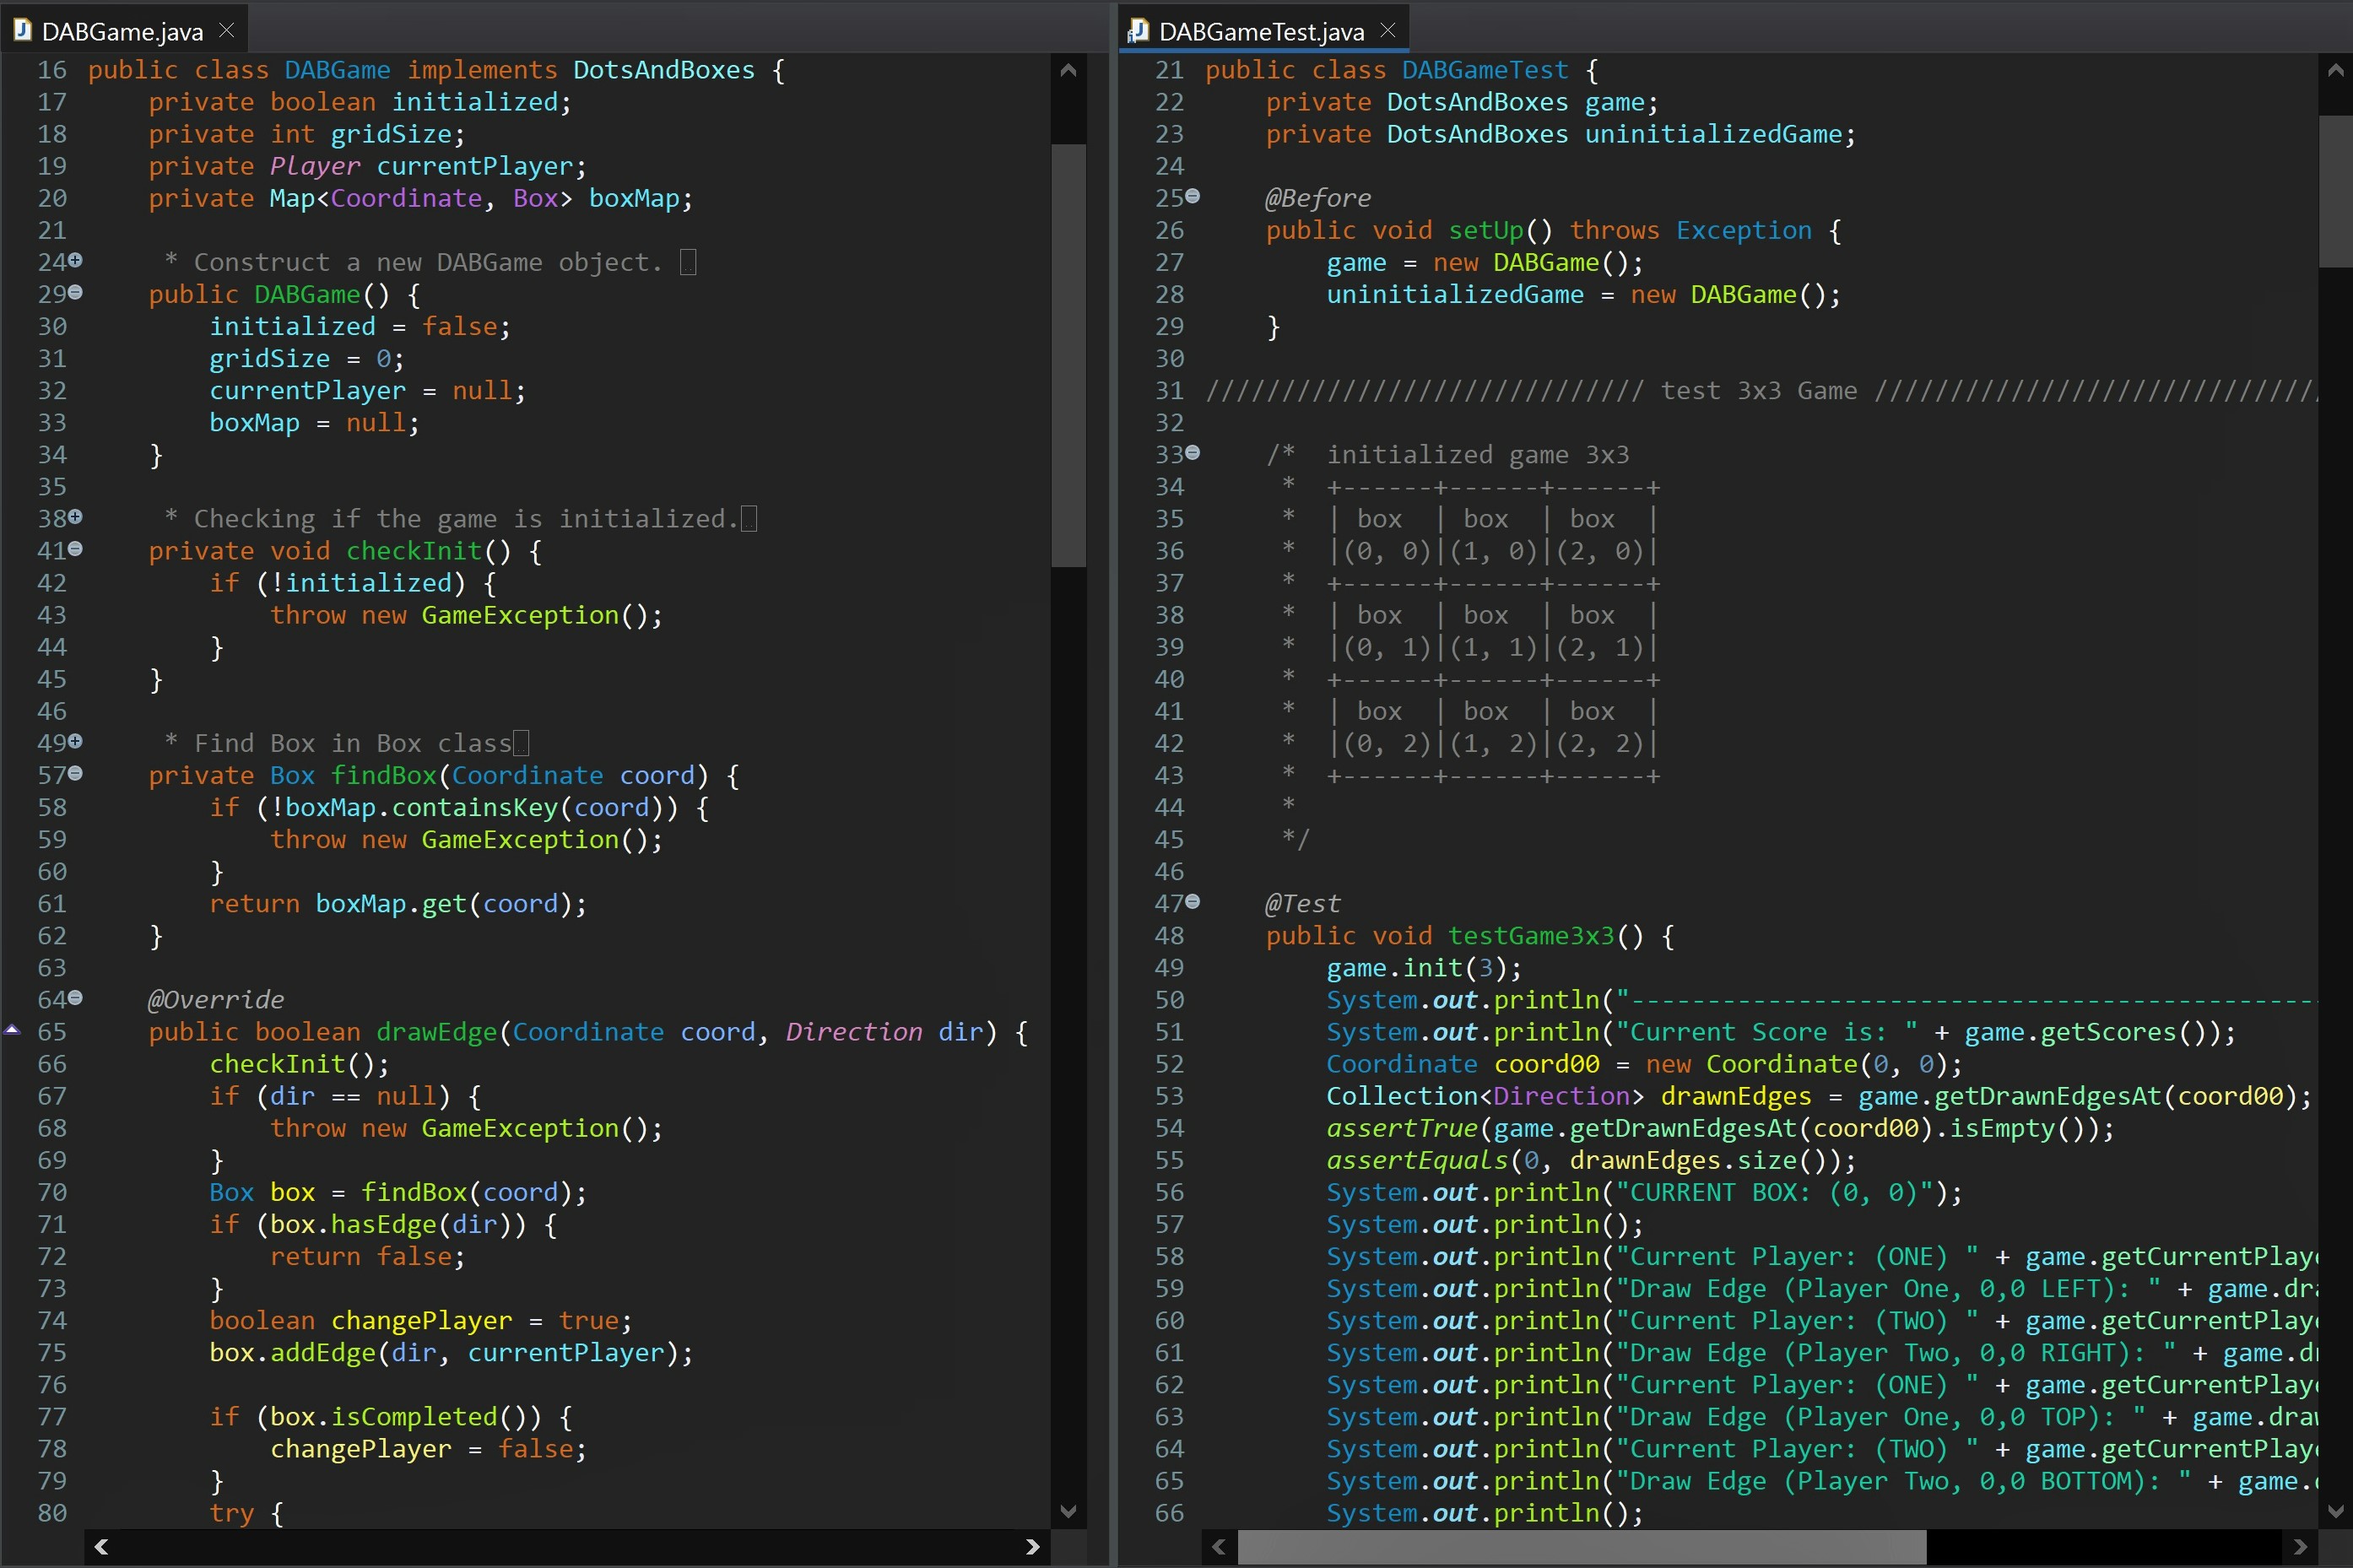 DABGame.java
16 public class DABGame implements DotsAndBoxes {
17     private boolean initialized;
18     private int gridSize;
19     private Player currentPlayer;
20     private Map<Coordinate, Box> boxMap;
21
24      * Construct a new DABGame object.
29     public DABGame() {
30         initialized = false;
31         gridSize = 0;
32         currentPlayer = null;
33         boxMap = null;
34     }
35
38      * Checking if the game is initialized.
41     private void checkInit() {
42         if (!initialized) {
43             throw new GameException();
44         }
45     }
46
49      * Find Box in Box class
57     private Box findBox(Coordinate coord) {
58         if (!boxMap.containsKey(coord)) {
59             throw new GameException();
60         }
61         return boxMap.get(coord);
62     }
63
64     @Override
65     public boolean drawEdge(Coordinate coord, Direction dir) {
66         checkInit();
67         if (dir == null) {
68             throw new GameException();
69         }
70         Box box = findBox(coord);
71         if (box.hasEdge(dir)) {
72             return false;
73         }
74         boolean changePlayer = true;
75         box.addEdge(dir, currentPlayer);
76
77         if (box.isCompleted()) {
78             changePlayer = false;
79         }
80         try {
DABGameTest.java
21 public class DABGameTest {
22     private DotsAndBoxes game;
23     private DotsAndBoxes uninitializedGame;
24
25     @Before
26     public void setUp() throws Exception {
27         game = new DABGame();
28         uninitializedGame = new DABGame();
29     }
30
31 ///////////////////////////// test 3x3 Game /////////////////////////////
32
33     /*  initialized game 3x3
34      *  +------+------+------+
35      *  | box  | box  | box  |
36      *  |(0, 0)|(1, 0)|(2, 0)|
37      *  +------+------+------+
38      *  | box  | box  | box  |
39      *  |(0, 1)|(1, 1)|(2, 1)|
40      *  +------+------+------+
41      *  | box  | box  | box  |
42      *  |(0, 2)|(1, 2)|(2, 2)|
43      *  +------+------+------+
44      *
45      */
46
47     @Test
48     public void testGame3x3() {
49         game.init(3);
50         System.out.println("---------------------------------------------
51         System.out.println("Current Score is: " + game.getScores());
52         Coordinate coord00 = new Coordinate(0, 0);
53         Collection<Direction> drawnEdges = game.getDrawnEdgesAt(coord00);
54         assertTrue(game.getDrawnEdgesAt(coord00).isEmpty());
55         assertEquals(0, drawnEdges.size());
56         System.out.println("CURRENT BOX: (0, 0)");
57         System.out.println();
58         System.out.println("Current Player: (ONE) " + game.getCurrentPlaye
59         System.out.println("Draw Edge (Player One, 0,0 LEFT): " + game.dra
60         System.out.println("Current Player: (TWO) " + game.getCurrentPlaye
61         System.out.println("Draw Edge (Player Two, 0,0 RIGHT): " + game.dr
62         System.out.println("Current Player: (ONE) " + game.getCurrentPlaye
63         System.out.println("Draw Edge (Player One, 0,0 TOP): " + game.draw
64         System.out.println("Current Player: (TWO) " + game.getCurrentPlaye
65         System.out.println("Draw Edge (Player Two, 0,0 BOTTOM): " + game.
66         System.out.println();